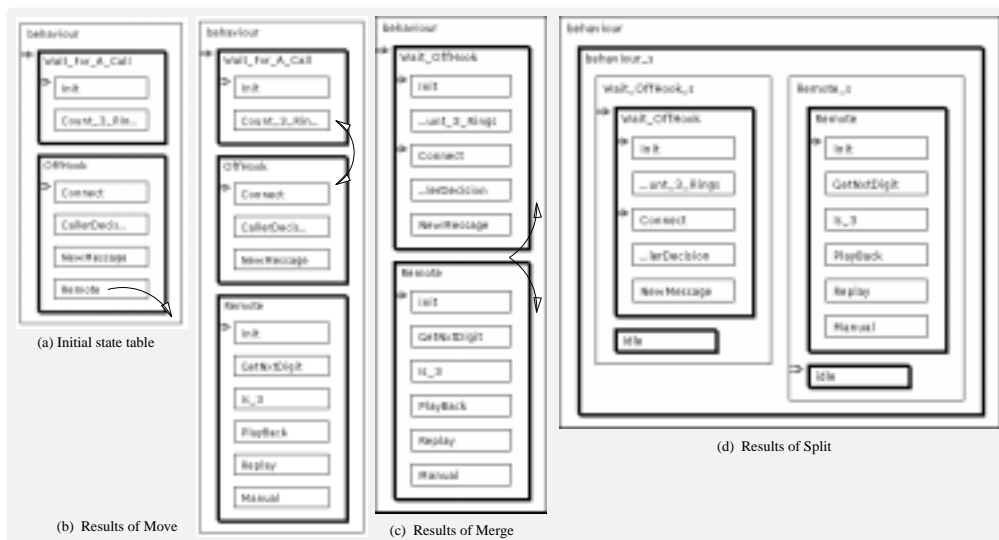 behaviour
Wait_For_A_Call
Init
Count_3_Rin...
OffHook
Connect
CallerDecis...
NewMessage
Remote
(a) Initial state table
behaviour
Wait_For_A_Call
Init
Count_3_Rin...
OffHook
Connect
CallerDecis...
NewMessage
Remote
Init
GetNxtDigit
is_3
PlayBack
Replay
Manual
(b) Results of Move
behaviour
Wait_OffHook
Init
...unt_3_Rings
Connect
...lerDecision
NewMessage
Remote
Init
GetNxtDigit
is_3
PlayBack
Replay
Manual
(c) Results of Merge
behaviour
behaviour_s
Wait_OffHook_s
Wait_OffHook
Init
...unt_3_Rings
Connect
...lerDecision
NewMessage
Idle
Remote_s
Remote
Init
GetNxtDigit
is_3
PlayBack
Replay
Manual
Idle
(d) Results of Split